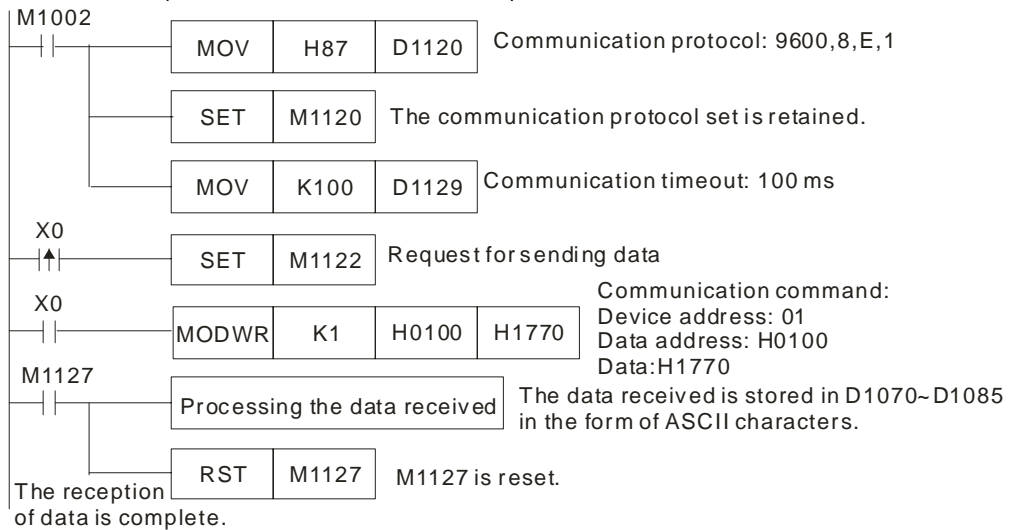 M1002
MOV H87 D1120 Communication protocol: 9600,8,E,1
SET M1120 The communication protocol set is retained.
MOV K100 D1129 Communication timeout: 100 ms
X0
SET M1122 Request for sending data
X0
MODWR K1 H0100 H1770
Communication command:
Device address: 01
Data address: H0100
Data:H1770
M1127
Processing the data received
The data received is stored in D1070~D1085
in the form of ASCII characters.
RST M1127 M1127 is reset.
The reception
of data is complete.